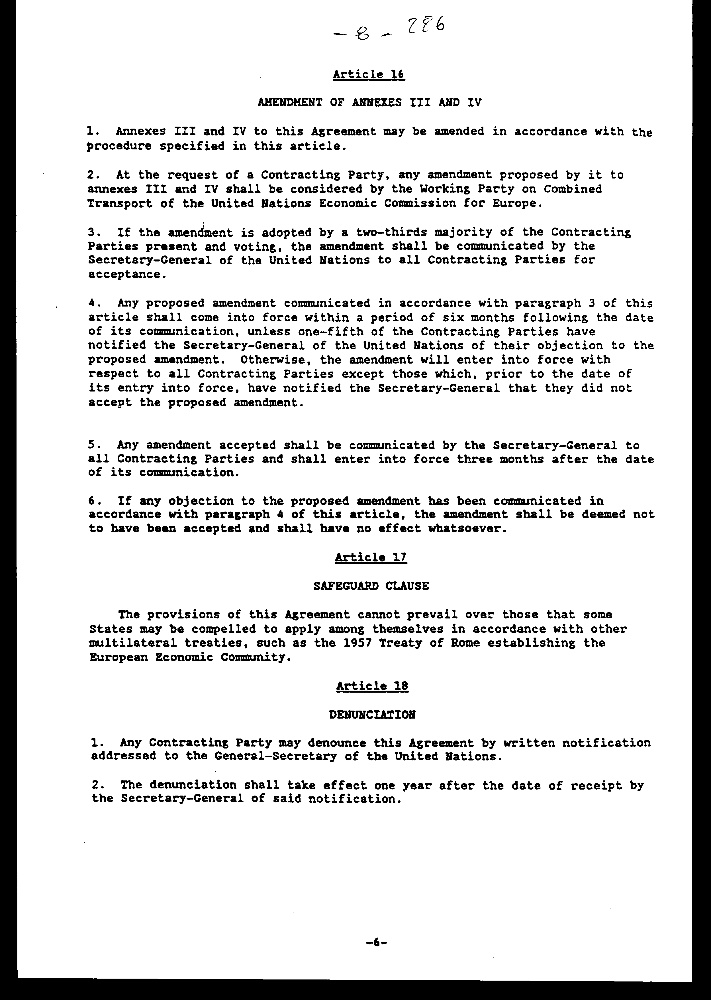 - 8 - 286
Article 16
AMENDMENT OF ANNEXES III AND IV
1. Annexes III and IV to this Agreement may be amended in accordance with the
procedure specified in this article.
2. At the request of a Contracting Party, any amendment proposed by it to
annexes III and IV shall be considered by the Working Party on Combined
Transport of the United Nations Economic Commission for Europe.
3. If the amendment is adopted by a two-thirds majority of the Contracting
Parties present and voting, the amendment shall be communicated by the
Secretary-General of the United Nations to all Contracting Parties for
acceptance.
4. Any proposed amendment communicated in accordance with paragraph 3 of this
article shall come into force within a period of six months following the date
of its communication, unless one-fifth of the Contracting Parties have
notified the Secretary-General of the United Nations of their objection to the
proposed amendment. Otherwise, the amendment will enter into force with
respect to all Contracting Parties except those which, prior to the date of
its entry into force, have notified the Secretary-General that they did not
accept the proposed amendment.
5. Any amendment accepted shall be communicated by the Secretary-General to
all Contracting Parties and shall enter into force three months after the date
of its communication.
6. If any objection to the proposed amendment has been communicated in
accordance with paragraph 4 of this article, the amendment shall be deemed not
to have been accepted and shall have no effect whatsoever.
Article 17
SAFEGUARD CLAUSE
The provisions of this Agreement cannot prevail over those that some
States may be compelled to apply among themselves in accordance with other
multilateral treaties, such as the 1957 Treaty of Rome establishing the
European Economic Community.
Article 18
DENUNCIATION
1. Any Contracting Party may denounce this Agreement by written notification
addressed to the General-Secretary of the United Nations.
2. The denunciation shall take effect one year after the date of receipt by
the Secretary-General of said notification.
-6-